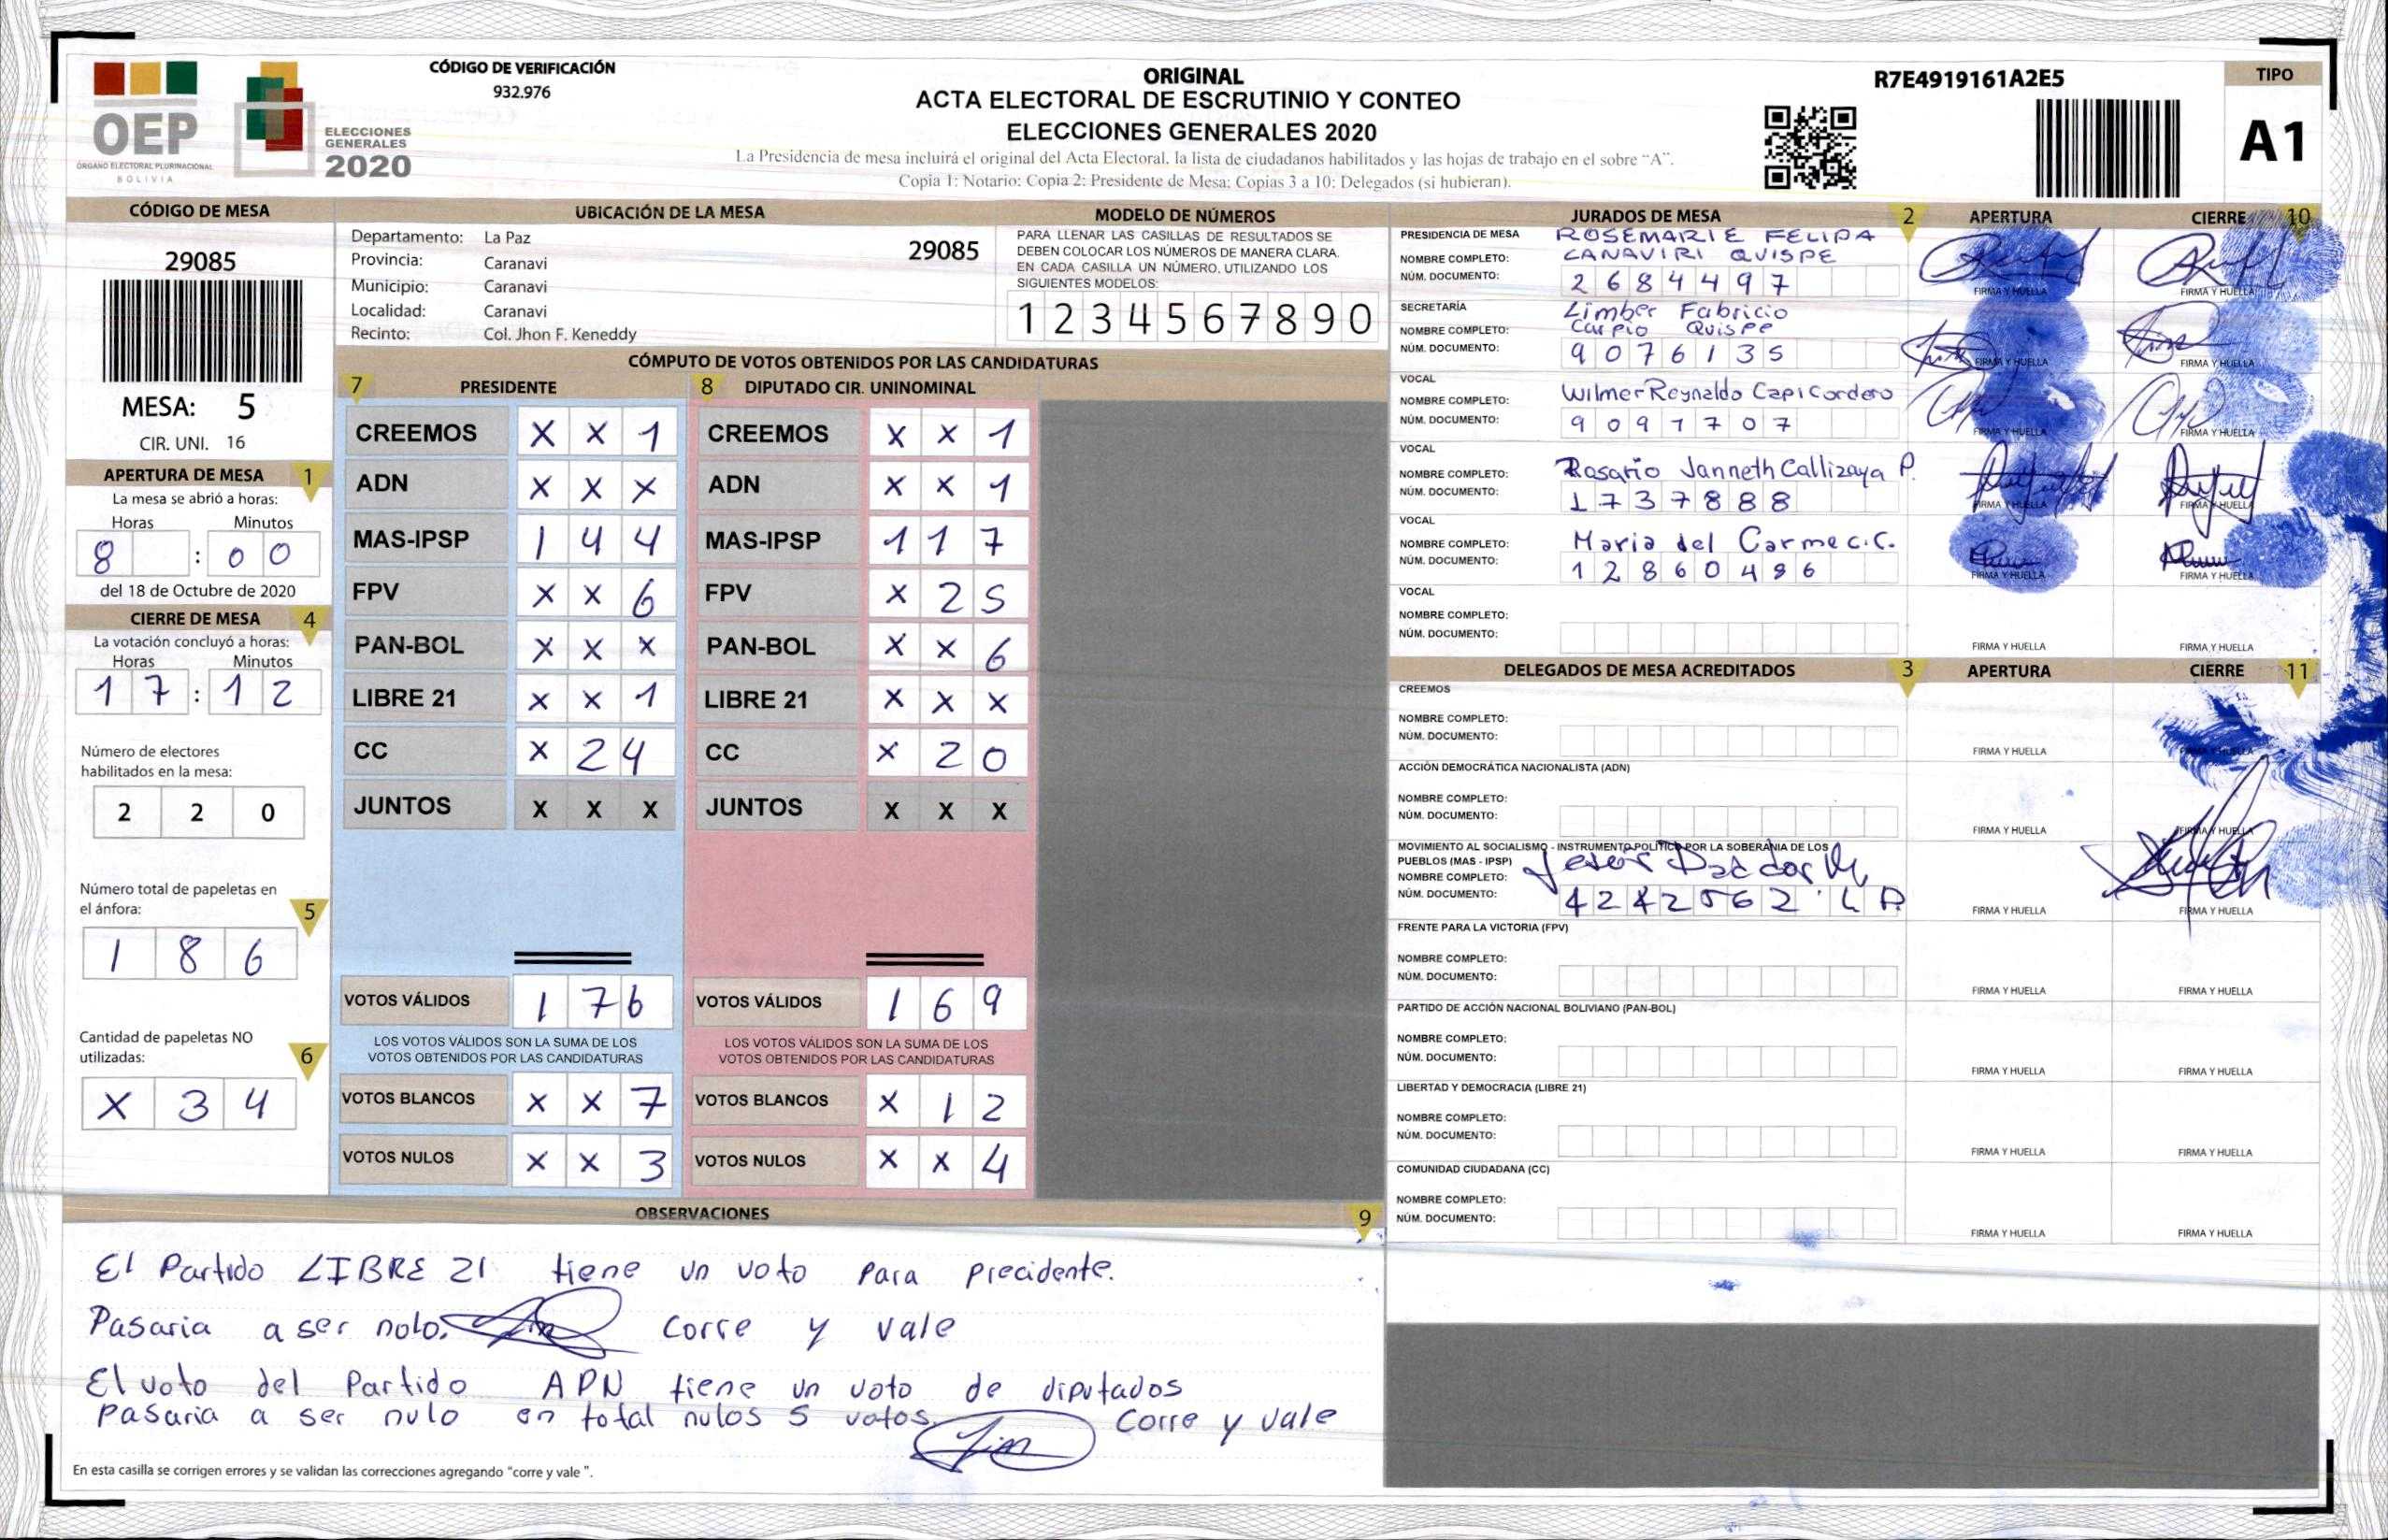 CÓDIGO DE VERIFICACIÓN
932.976
OEP
ÓRGANO ELECTORAL PLURINACIONAL
BOLIVIA
ELECCIONES
GENERALES
2020
ORIGINAL
ACTA ELECTORAL DE ESCRUTINIO Y CONTEO
ELECCIONES GENERALES 2020
La Presidencia de mesa incluirá el original del Acta Electoral, la lista de ciudadanos habilitados y las hojas de trabajo en el sobre "A".
Copia 1: Notario; Copia 2: Presidente de Mesa; Copias 3 a 10: Delegados (si hubieran).
R7E4919161A2E5
TIPO
A1
CÓDIGO DE MESA
29085
MESA: 5
CIR. UNI. 16
APERTURA DE MESA 1
La mesa se abrió a horas:
Horas Minutos
8 : 0 0
del 18 de Octubre de 2020
CIERRE DE MESA 4
La votación concluyó a horas:
Horas Minutos
1 7 : 1 2
Número de electores
habilitados en la mesa:
2 2 0
Número total de papeletas en
el ánfora: 5
1 8 6
Cantidad de papeletas NO
utilizadas: 6
X 3 4
UBICACIÓN DE LA MESA
Departamento: La Paz 29085
Provincia: Caranavi
Municipio: Caranavi
Localidad: Caranavi
Recinto: Col. Jhon F. Keneddy
MODELO DE NÚMEROS
PARA LLENAR LAS CASILLAS DE RESULTADOS SE
DEBEN COLOCAR LOS NÚMEROS DE MANERA CLARA.
EN CADA CASILLA UN NÚMERO, UTILIZANDO LOS
SIGUIENTES MODELOS:
1 2 3 4 5 6 7 8 9 0
CÓMPUTO DE VOTOS OBTENIDOS POR LAS CANDIDATURAS
7 PRESIDENTE 8 DIPUTADO CIR. UNINOMINAL
CREEMOS X X 1 CREEMOS X X 1
ADN X X X ADN X X 1
MAS-IPSP 1 4 4 MAS-IPSP 1 1 7
FPV X X 6 FPV X 2 5
PAN-BOL X X X PAN-BOL X X 6
LIBRE 21 X X 1 LIBRE 21 X X X
CC X 2 4 CC X 2 0
JUNTOS X X X JUNTOS X X X
VOTOS VÁLIDOS 1 7 6 VOTOS VÁLIDOS 1 6 9
LOS VOTOS VÁLIDOS SON LA SUMA DE LOS LOS VOTOS VÁLIDOS SON LA SUMA DE LOS
VOTOS OBTENIDOS POR LAS CANDIDATURAS VOTOS OBTENIDOS POR LAS CANDIDATURAS
VOTOS BLANCOS X X 7 VOTOS BLANCOS X 1 2
VOTOS NULOS X X 3 VOTOS NULOS X X 4
OBSERVACIONES 9
El Partido LIBRE 21 tiene un voto para precidente.
Pasaria a ser nolo. corre y vale
El voto del Partido APN tiene un voto de diputados
Pasaria a ser nulo en total nulos 5 votos. corre y vale
En esta casilla se corrigen errores y se validan las correcciones agregando "corre y vale ".
JURADOS DE MESA 2 APERTURA CIERRE 10
PRESIDENCIA DE MESA ROSEMARIE FELIPA
NOMBRE COMPLETO: CANAVIRI QUISPE
NÚM. DOCUMENTO: 2 6 8 4 4 9 7
FIRMA Y HUELLA FIRMA Y HUELLA
SECRETARÍA Limber Fabricio
NOMBRE COMPLETO: Carpio Quispe
NÚM. DOCUMENTO: 9 0 7 6 1 3 5
FIRMA Y HUELLA FIRMA Y HUELLA
VOCAL
NOMBRE COMPLETO: Wilmer Reynaldo Capi Cordero
NÚM. DOCUMENTO: 9 0 9 1 7 0 7
FIRMA Y HUELLA FIRMA Y HUELLA
VOCAL
NOMBRE COMPLETO: Rosario Janneth Callizaya P.
NÚM. DOCUMENTO: 1 7 3 7 8 8 8
FIRMA Y HUELLA FIRMA Y HUELLA
VOCAL
NOMBRE COMPLETO: Maria del Carme C.C.
NÚM. DOCUMENTO: 1 2 8 6 0 4 8 6
FIRMA Y HUELLA FIRMA Y HUELLA
VOCAL
NOMBRE COMPLETO:
NÚM. DOCUMENTO:
FIRMA Y HUELLA FIRMA Y HUELLA
DELEGADOS DE MESA ACREDITADOS 3 APERTURA CIERRE 11
CREEMOS
NOMBRE COMPLETO:
NÚM. DOCUMENTO:
FIRMA Y HUELLA FIRMA Y HUELLA
ACCIÓN DEMOCRÁTICA NACIONALISTA (ADN)
NOMBRE COMPLETO:
NÚM. DOCUMENTO:
FIRMA Y HUELLA FIRMA Y HUELLA
MOVIMIENTO AL SOCIALISMO - INSTRUMENTO POLÍTICO POR LA SOBERANÍA DE LOS
PUEBLOS (MAS - IPSP)
NOMBRE COMPLETO:
NÚM. DOCUMENTO: 4 2 4 2 5 6 2
FIRMA Y HUELLA FIRMA Y HUELLA
FRENTE PARA LA VICTORIA (FPV)
NOMBRE COMPLETO:
NÚM. DOCUMENTO:
FIRMA Y HUELLA FIRMA Y HUELLA
PARTIDO DE ACCIÓN NACIONAL BOLIVIANO (PAN-BOL)
NOMBRE COMPLETO:
NÚM. DOCUMENTO:
FIRMA Y HUELLA FIRMA Y HUELLA
LIBERTAD Y DEMOCRACIA (LIBRE 21)
NOMBRE COMPLETO:
NÚM. DOCUMENTO:
FIRMA Y HUELLA FIRMA Y HUELLA
COMUNIDAD CIUDADANA (CC)
NOMBRE COMPLETO:
NÚM. DOCUMENTO:
FIRMA Y HUELLA FIRMA Y HUELLA